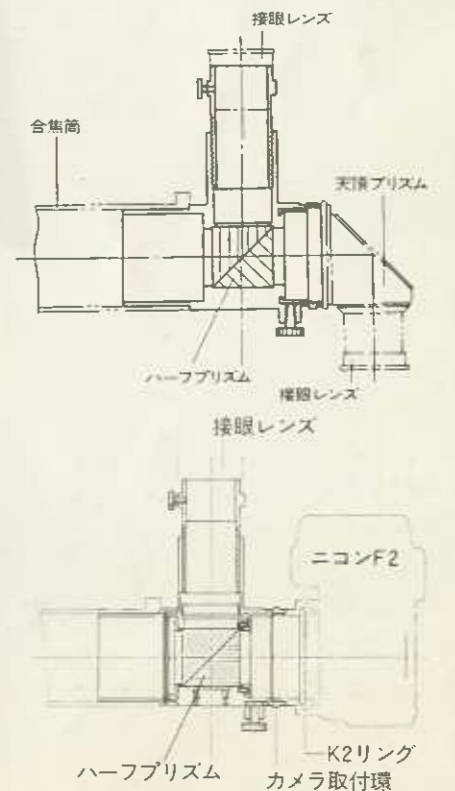 接眼レンズ
合焦筒
天頂プリズム
ハーフプリズム
接眼レンズ
接眼レンズ
ニコンF2
K2リング
ハーフプリズム
カメラ取付環